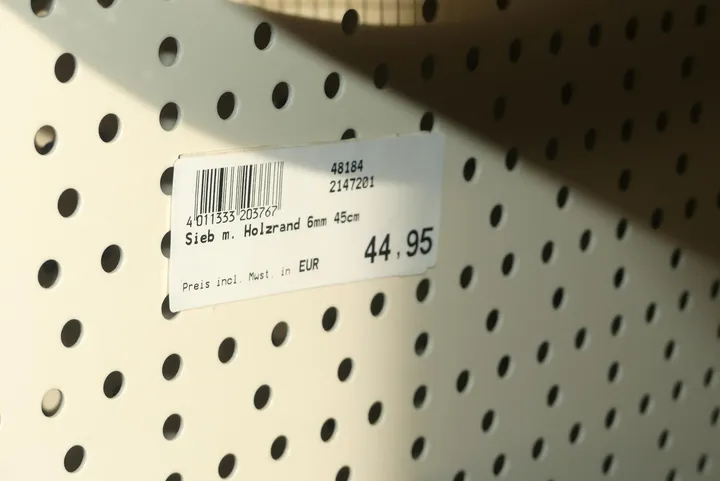 48184
2147201
4 011333 203767
Sieb m. Holzrand 6mm 45cm
44,95
Preis incl. Mwst. in EUR